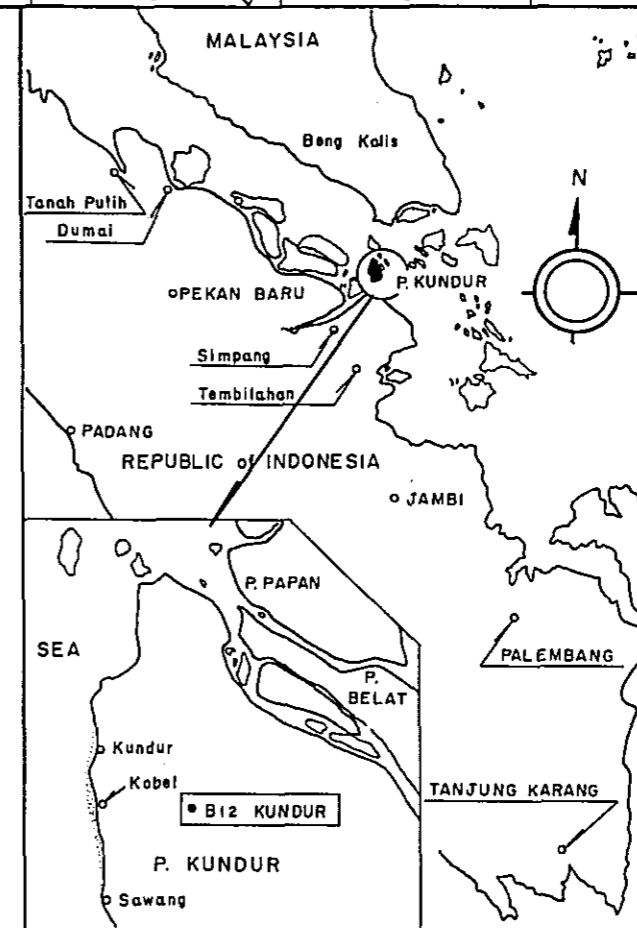 MALAYSIA
Beng Kalis
N
Tanah Putih
Dumai
P. KUNDUR
PEKAN BARU
Simpang
Tembilahan
PADANG
REPUBLIC of INDONESIA
JAMBI
P. PAPAN
SEA
PALEMBANG
P.
BELAT
Kundur
Kobel
TANJUNG KARANG
B12 KUNDUR
P. KUNDUR
Sawang